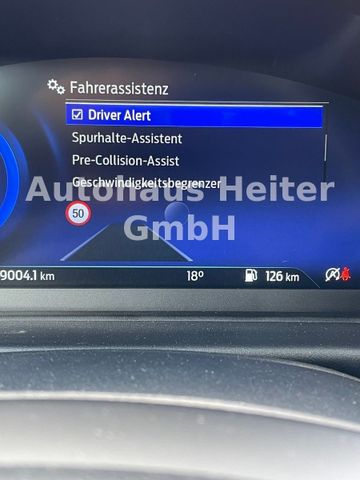 Fahrerassistenz
Driver Alert
Spurhalte-Assistent
Pre-Collision-Assist
Geschwindigkeitsbegrenzer
Autohaus Heiter
GmbH
50
9004.1 km
18°
126 km